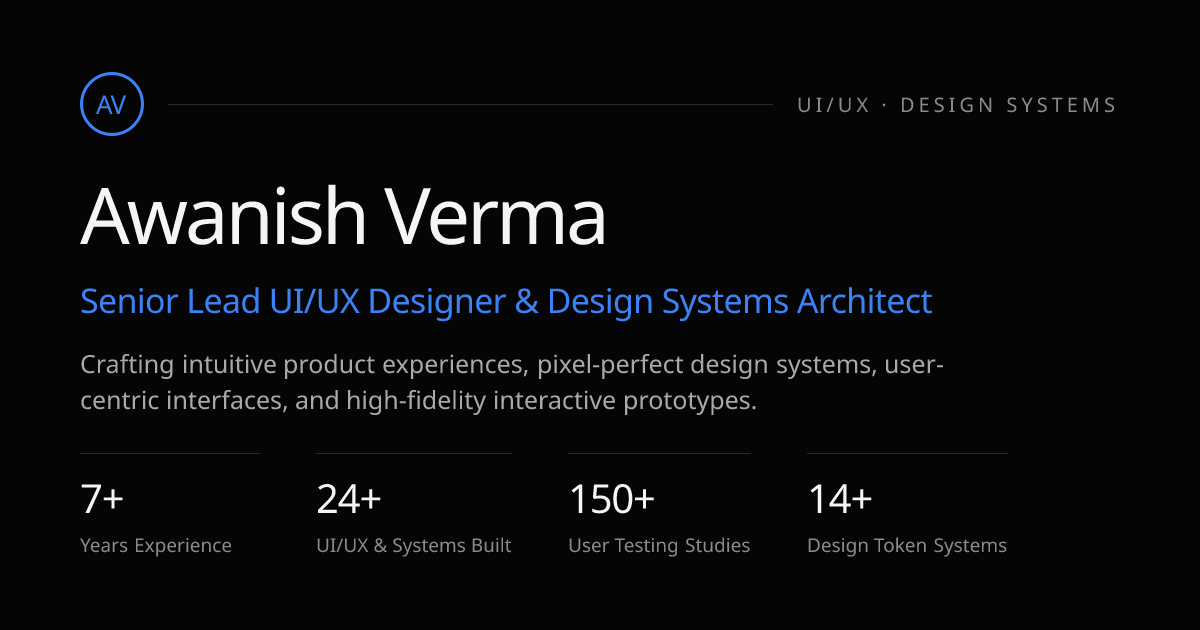 AV
UI/UX · DESIGN SYSTEMS
Awanish Verma
Senior Lead UI/UX Designer & Design Systems Architect
Crafting intuitive product experiences, pixel-perfect design systems, user-
centric interfaces, and high-fidelity interactive prototypes.
7+
Years Experience
24+
UI/UX & Systems Built
150+
User Testing Studies
14+
Design Token Systems